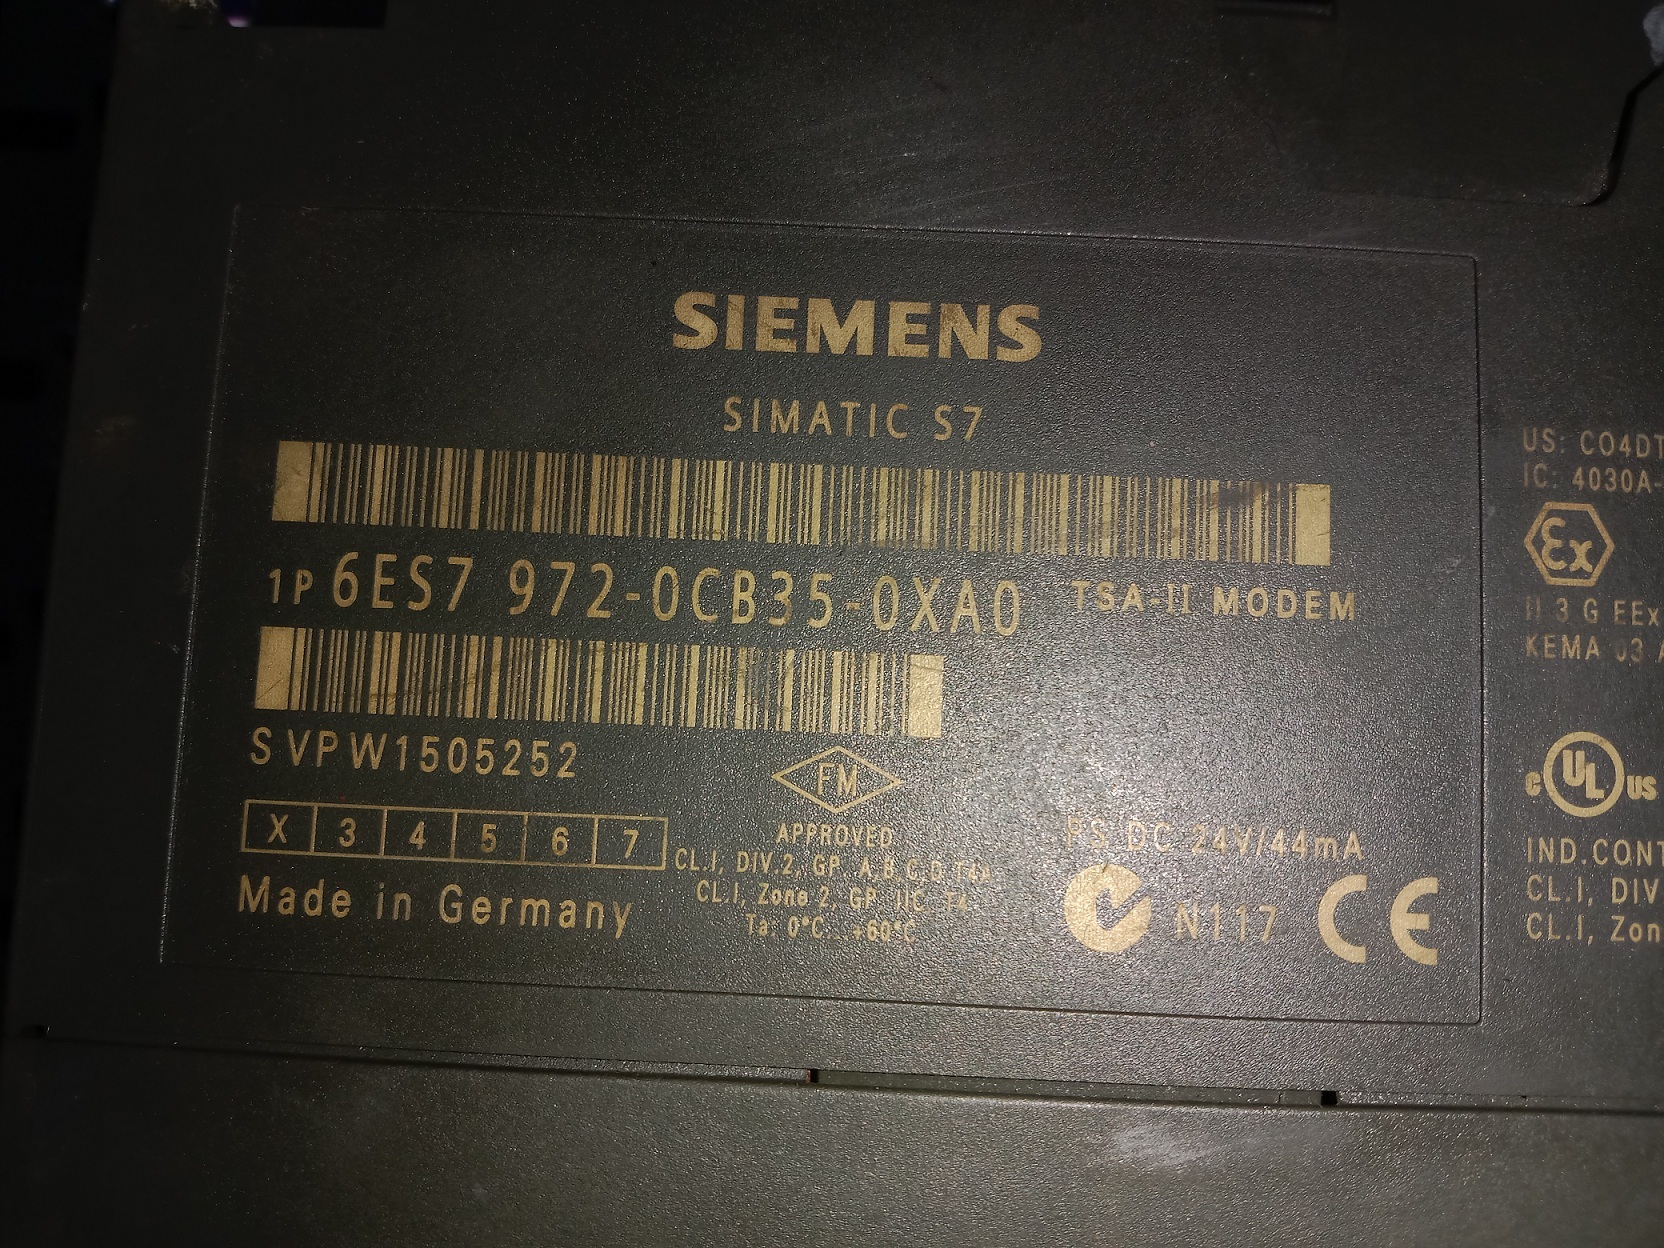 SIEMENS
SIMATIC S7
1P 6ES7 972-0CB35-0XA0 TSA-II MODEM
S VPW1505252
X 3 4 5 6 7
Made in Germany
FM
APPROVED
CL.I, DIV.2, GP. A,B,C,D T4
CL.I, Zone 2, GP. IIC T4
Ta: 0°C...+60°C
PS DC 24V/44mA
N117 CE
US: CO4DT
IC: 4030A-
Ex
II 3 G EEx
KEMA 03 A
c UL US
IND.CONT
CL.I, DIV
CL.I, Zon